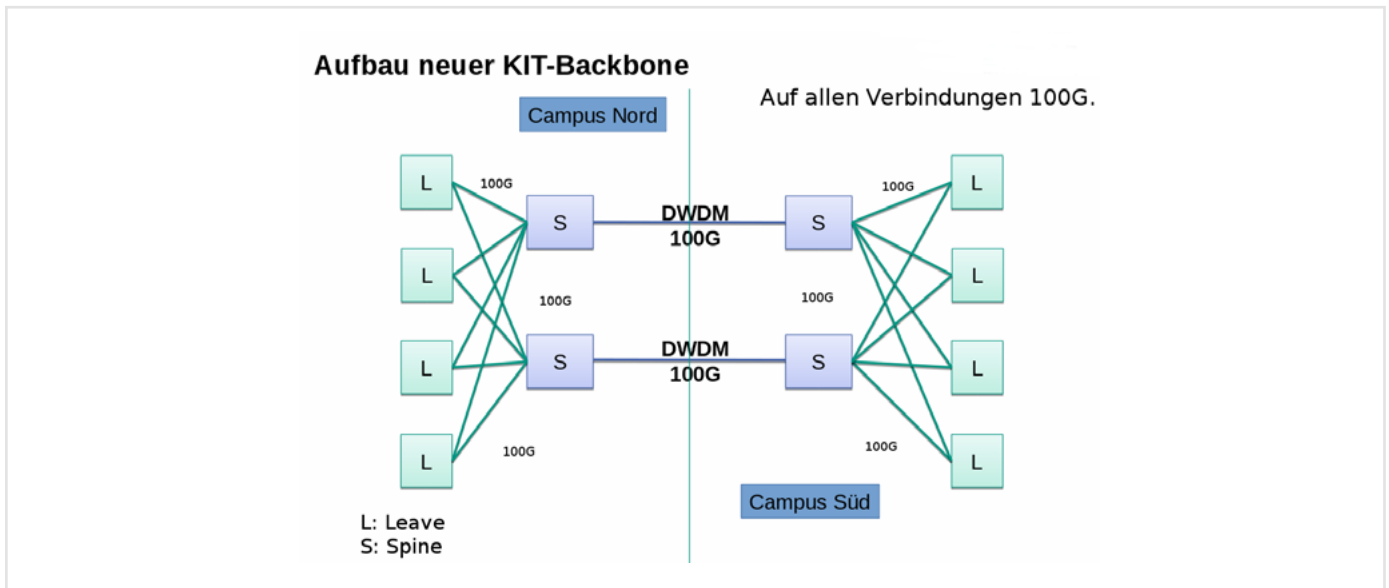 Aufbau neuer KIT-Backbone
Auf allen Verbindungen 100G.
Campus Nord
L
100G
S
DWDM
100G
S
100G
L
L
100G
100G
L
L
S
DWDM
100G
S
L
L
100G
100G
L
Campus Süd
L: Leave
S: Spine